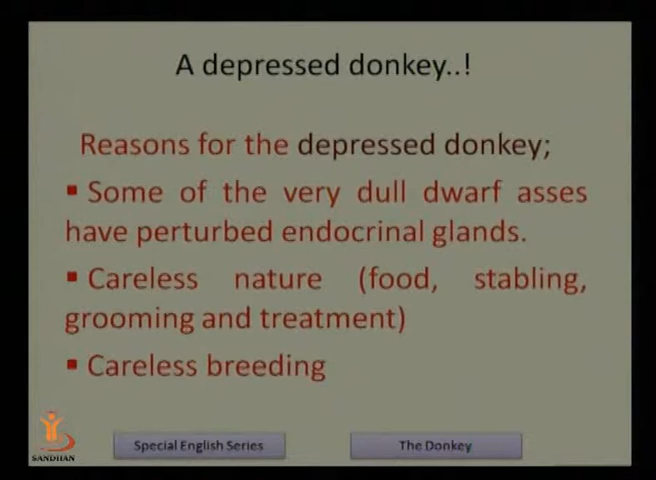 A depressed donkey..!
Reasons for the depressed donkey;
▪ Some of the very dull dwarf asses
have perturbed endocrinal glands.
▪ Careless nature (food, stabling,
grooming and treatment)
▪ Careless breeding
SANDHAN
Special English Series
The Donkey